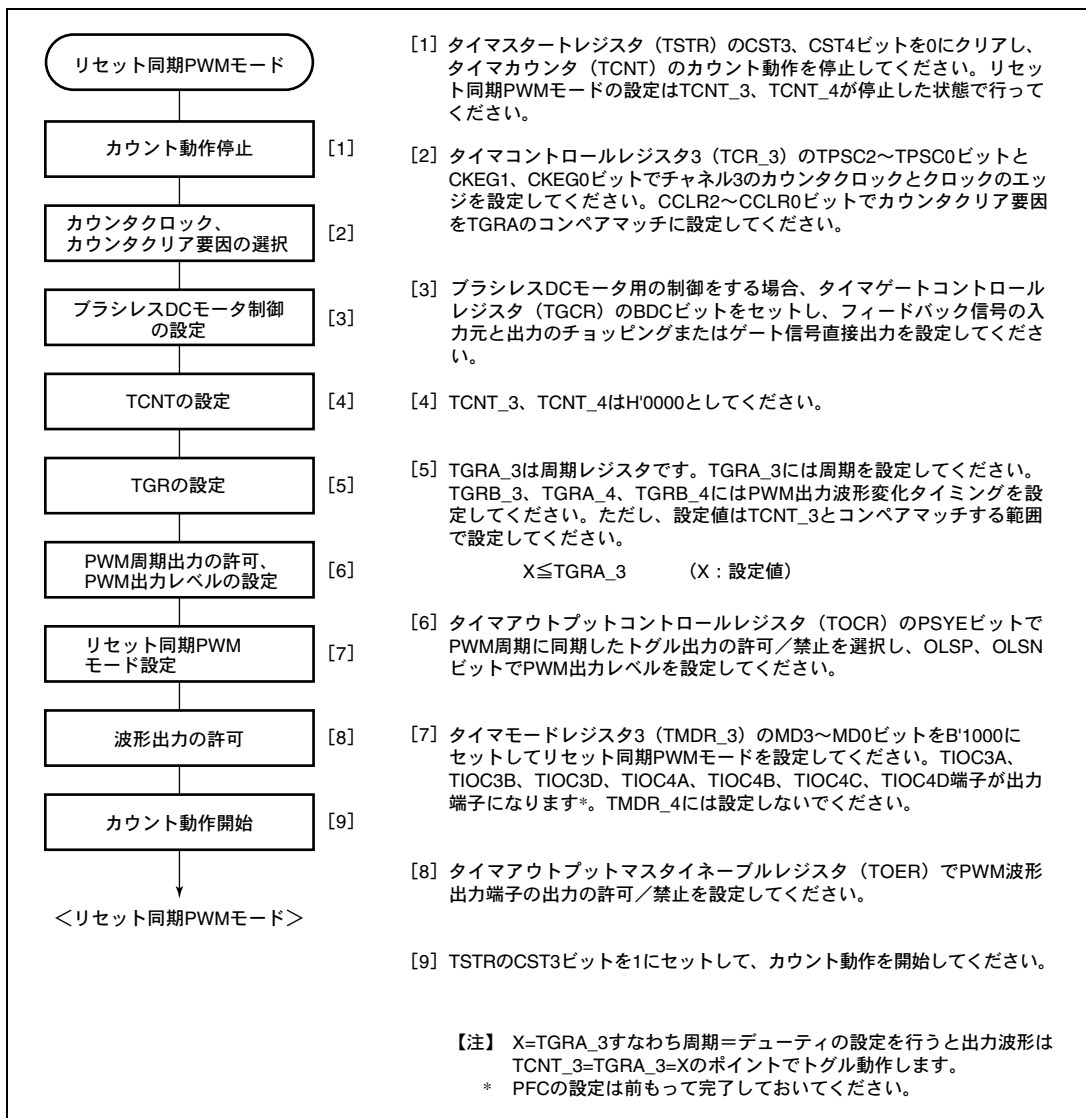 リセット同期PWMモード
カウント動作停止 [1]
カウンタクロック、
カウンタクリア要因の選択 [2]
ブラシレスDCモータ制御
の設定 [3]
TCNTの設定 [4]
TGRの設定 [5]
PWM周期出力の許可、
PWM出力レベルの設定 [6]
リセット同期PWM
モード設定 [7]
波形出力の許可 [8]
カウント動作開始 [9]
<リセット同期PWMモード>
[1] タイマスタートレジスタ（TSTR）のCST3、CST4ビットを0にクリアし、
タイマカウンタ（TCNT）のカウント動作を停止してください。リセッ
ト同期PWMモードの設定はTCNT_3、TCNT_4が停止した状態で行って
ください。
[2] タイマコントロールレジスタ3（TCR_3）のTPSC2～TPSC0ビットと
CKEG1、CKEG0ビットでチャネル3のカウンタクロックとクロックのエッ
ジを設定してください。CCLR2～CCLR0ビットでカウンタクリア要因
をTGRAのコンペアマッチに設定してください。
[3] ブラシレスDCモータ用の制御をする場合、タイマゲートコントロール
レジスタ（TGCR）のBDCビットをセットし、フィードバック信号の入
力元と出力のチョッピングまたはゲート信号直接出力を設定してくださ
い。
[4] TCNT_3、TCNT_4はH'0000としてください。
[5] TGRA_3は周期レジスタです。TGRA_3には周期を設定してください。
TGRB_3、TGRA_4、TGRB_4にはPWM出力波形変化タイミングを設
定してください。ただし、設定値はTCNT_3とコンペアマッチする範囲
で設定してください。
X≦TGRA_3 （X：設定値）
[6] タイマアウトプットコントロールレジスタ（TOCR）のPSYEビットで
PWM周期に同期したトグル出力の許可／禁止を選択し、OLSP、OLSN
ビットでPWM出力レベルを設定してください。
[7] タイマモードレジスタ3（TMDR_3）のMD3～MD0ビットをB'1000に
セットしてリセット同期PWMモードを設定してください。TIOC3A、
TIOC3B、TIOC3D、TIOC4A、TIOC4B、TIOC4C、TIOC4D端子が出力
端子になります*。TMDR_4には設定しないでください。
[8] タイマアウトプットマスタイネーブルレジスタ（TOER）でPWM波形
出力端子の出力の許可／禁止を設定してください。
[9] TSTRのCST3ビットを1にセットして、カウント動作を開始してください。
【注】 X=TGRA_3すなわち周期＝デューティの設定を行うと出力波形は
TCNT_3=TGRA_3=Xのポイントでトグル動作します。
* PFCの設定は前もって完了しておいてください。